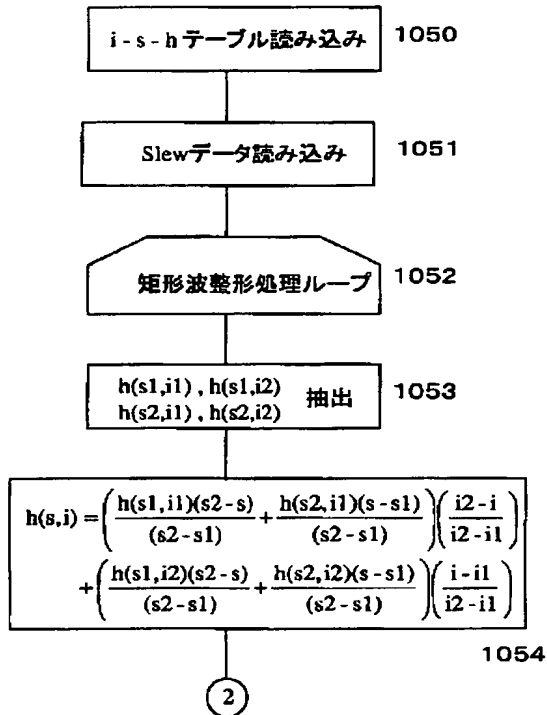 i - s - h テーブル読み込み 1050
Slewデータ読み込み 1051
矩形波整形処理ループ 1052
h(s1,i1) , h(s1,i2)
h(s2,i1) , h(s2,i2) 抽出 1053
h(s,i) = ( h(s1,i1)(s2-s) / (s2-s1) + h(s2,i1)(s-s1) / (s2-s1) ) ( i2-i / i2-i1 )
+ ( h(s1,i2)(s2-s) / (s2-s1) + h(s2,i2)(s-s1) / (s2-s1) ) ( i-i1 / i2-i1 )
1054
2